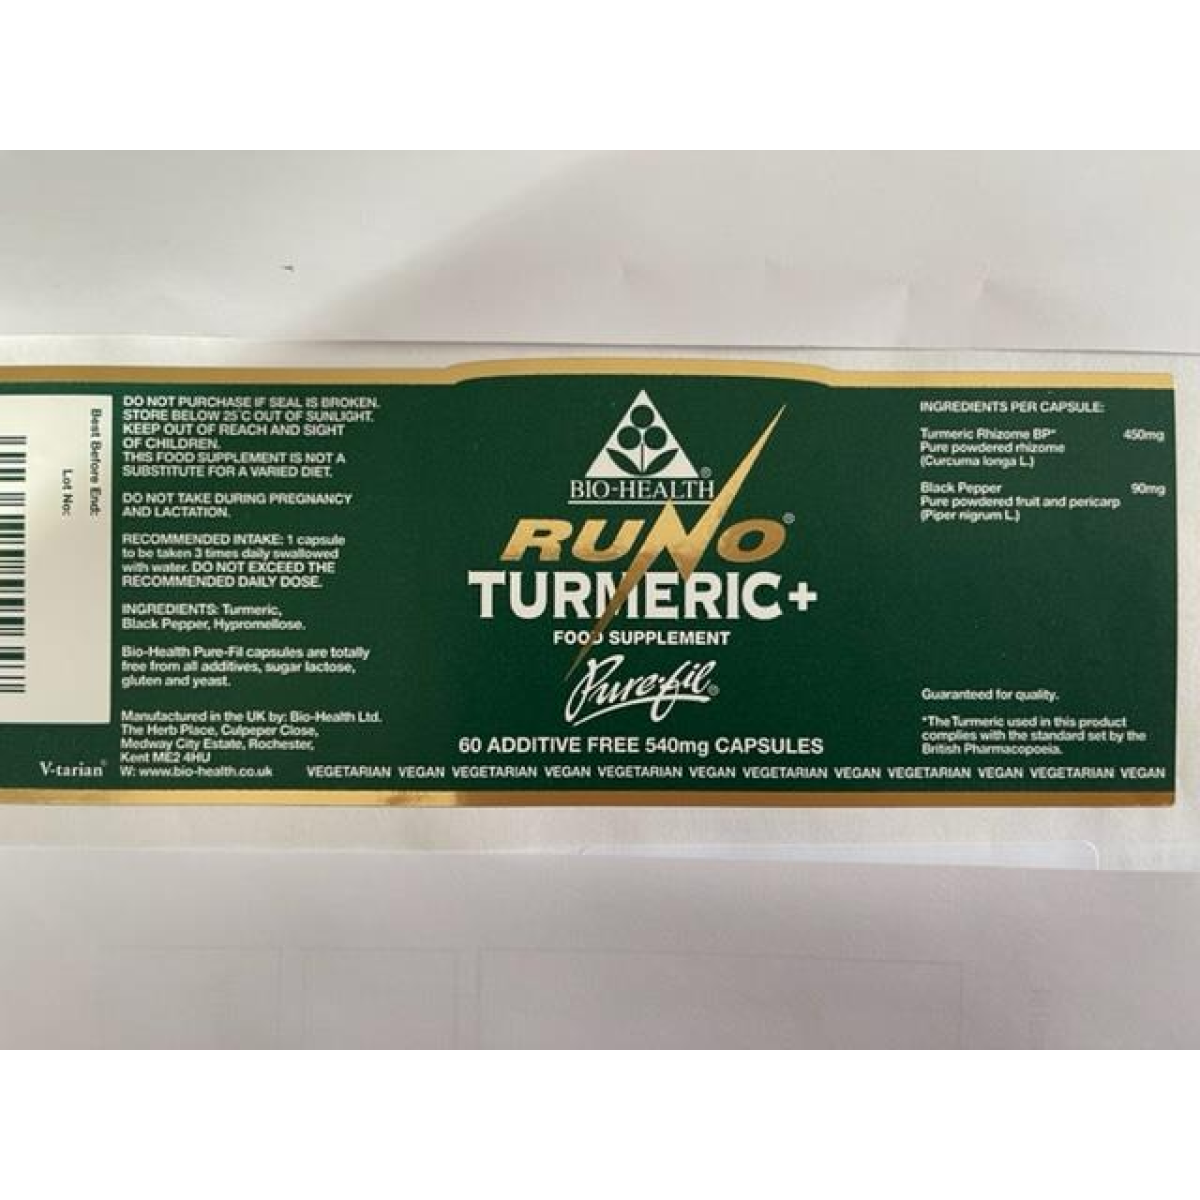 Best Before End:
Lot No:
V-tarian®
DO NOT PURCHASE IF SEAL IS BROKEN.
STORE BELOW 25°C OUT OF SUNLIGHT.
KEEP OUT OF REACH AND SIGHT
OF CHILDREN.
THIS FOOD SUPPLEMENT IS NOT A
SUBSTITUTE FOR A VARIED DIET.
DO NOT TAKE DURING PREGNANCY
AND LACTATION.
RECOMMENDED INTAKE: 1 capsule
to be taken 3 times daily swallowed
with water. DO NOT EXCEED THE
RECOMMENDED DAILY DOSE.
INGREDIENTS: Turmeric,
Black Pepper, Hypromellose.
Bio-Health Pure-Fil capsules are totally
free from all additives, sugar lactose,
gluten and yeast.
Manufactured in the UK by: Bio-Health Ltd.
The Herb Place, Culpeper Close,
Medway City Estate, Rochester,
Kent ME2 4HU
W: www.bio-health.co.uk
BIO-HEALTH®
RUNO®
TURMERIC+
FOOD SUPPLEMENT
Pure-fil®
60 ADDITIVE FREE 540mg CAPSULES
VEGETARIAN VEGAN VEGETARIAN VEGAN VEGETARIAN VEGAN VEGETARIAN VEGAN VEGETARIAN VEGAN VEGETARIAN VEGAN
INGREDIENTS PER CAPSULE:
Turmeric Rhizome BP* 450mg
Pure powdered rhizome
(Curcuma longa L.)
Black Pepper 90mg
Pure powdered fruit and pericarp
(Piper nigrum L.)
Guaranteed for quality.
*The Turmeric used in this product
complies with the standard set by the
British Pharmacopoeia.